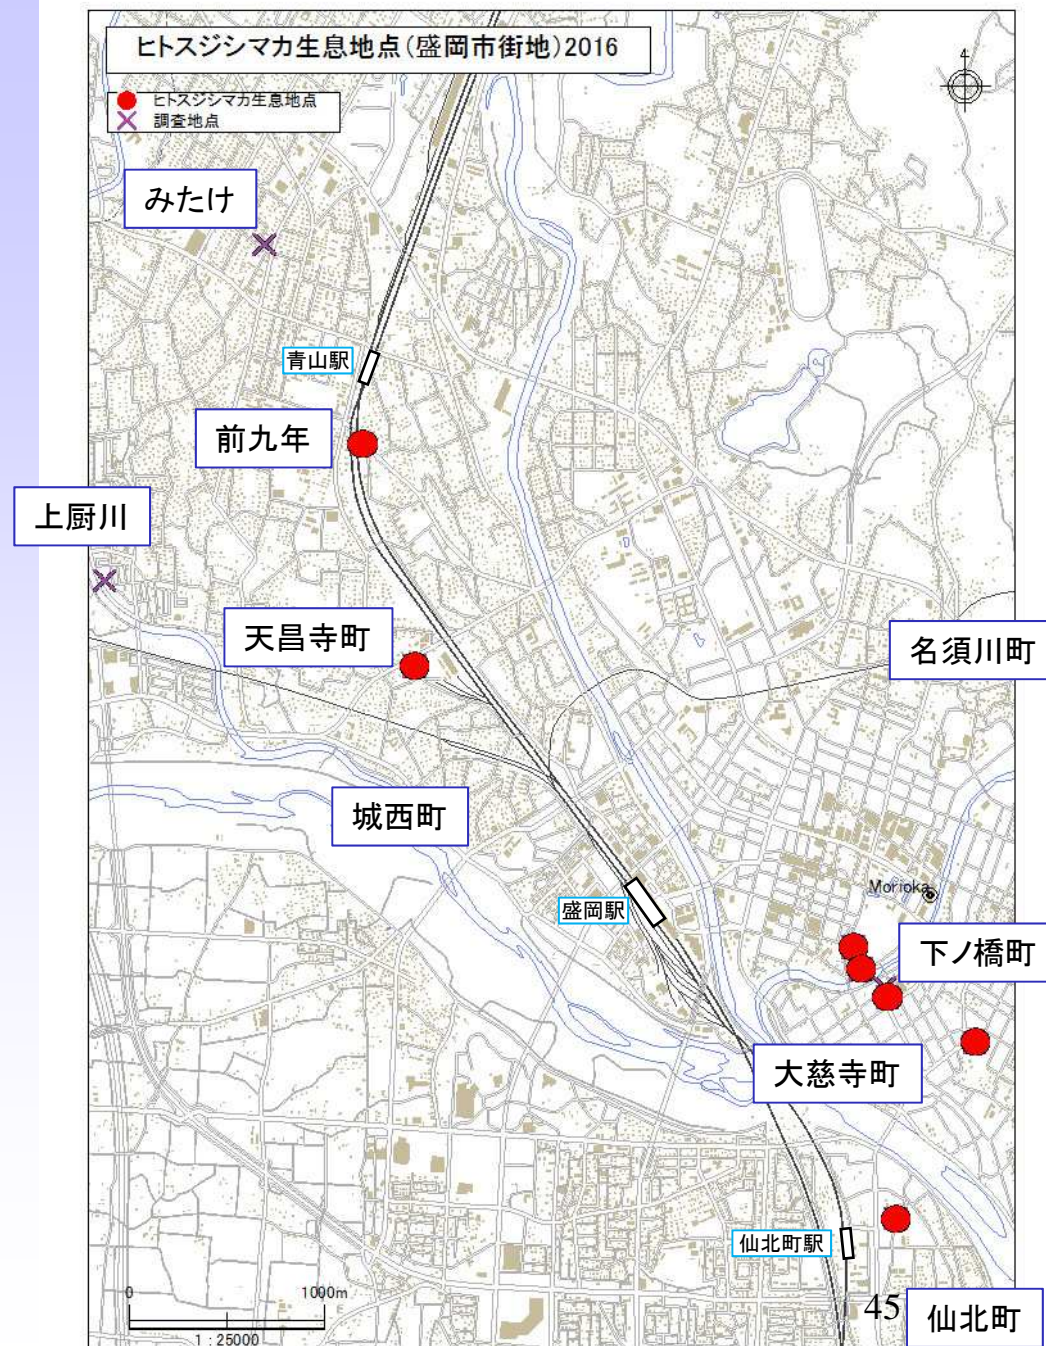 ヒトスジシマカ生息地点(盛岡市街地)2016
ヒトスジシマカ生息地点
調査地点
4
みたけ
青山駅
前九年
上厨川
天昌寺町
名須川町
城西町
Morioka
盛岡駅
下ノ橋町
大慈寺町
仙北町駅
0 1000m
1 : 25000
45
仙北町